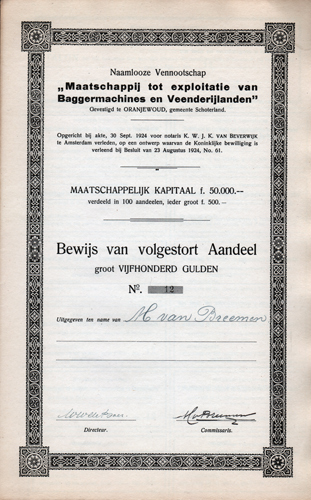 Naamlooze Vennootschap
„Maatschappij tot exploitatie van
Baggermachines en Veenderijlanden”
Gevestigd te ORANJEWOUD, gemeente Schoterland.
Opgericht bij akte, 30 Sept. 1924 voor notaris K. W. J. K. VAN BEVERWIJK
te Amsterdam verleden, op een ontwerp waarvan de Koninklijke bewilliging is
verleend bij Besluit van 23 Augustus 1924, No. 61.
MAATSCHAPPELIJK KAPITAAL f. 50.000.--
verdeeld in 100 aandeelen, ieder groot f. 500.--
Bewijs van volgestort Aandeel
groot VIJFHONDERD GULDEN
No. 12
Uitgegeven ten name van M van Breemen
Directeur. Commissaris.